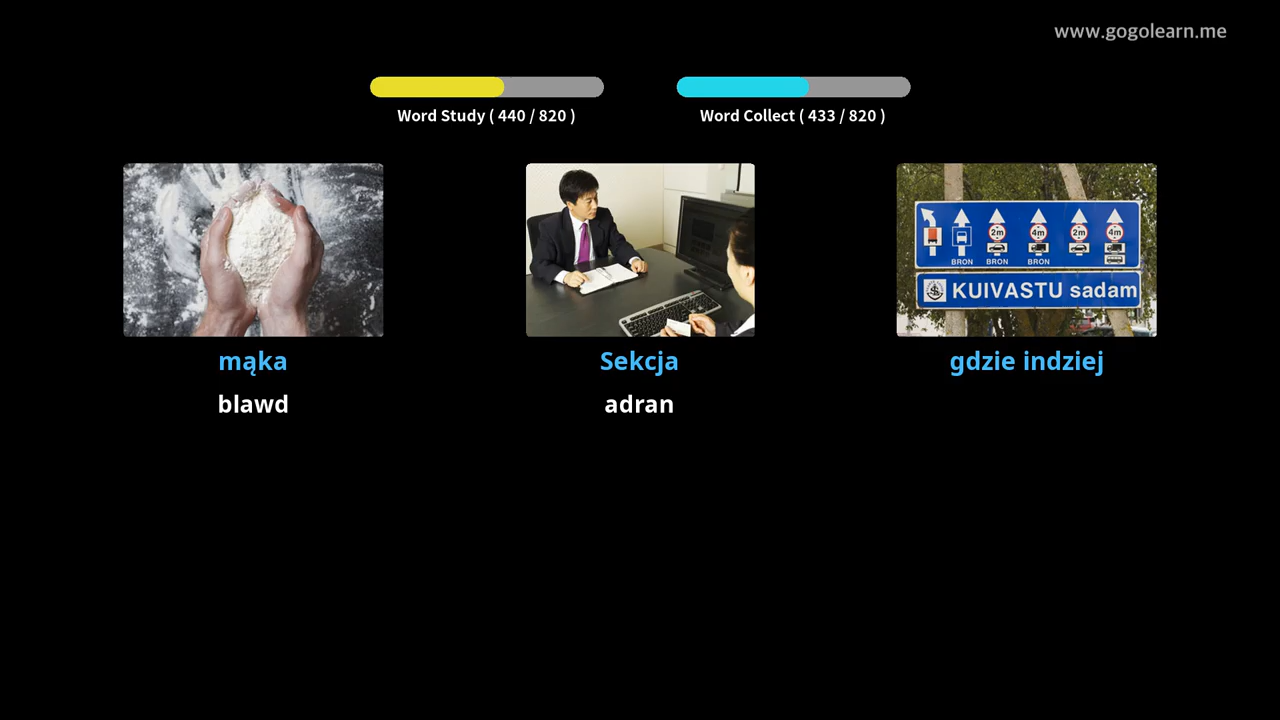 www.gogolearn.me
Word Study ( 440 / 820 )
Word Collect ( 433 / 820 )
2m
4m
2m
4m
BRON
BRON
BRON
KUIVASTU sadam
mąka
Sekcja
gdzie indziej
blawd
adran